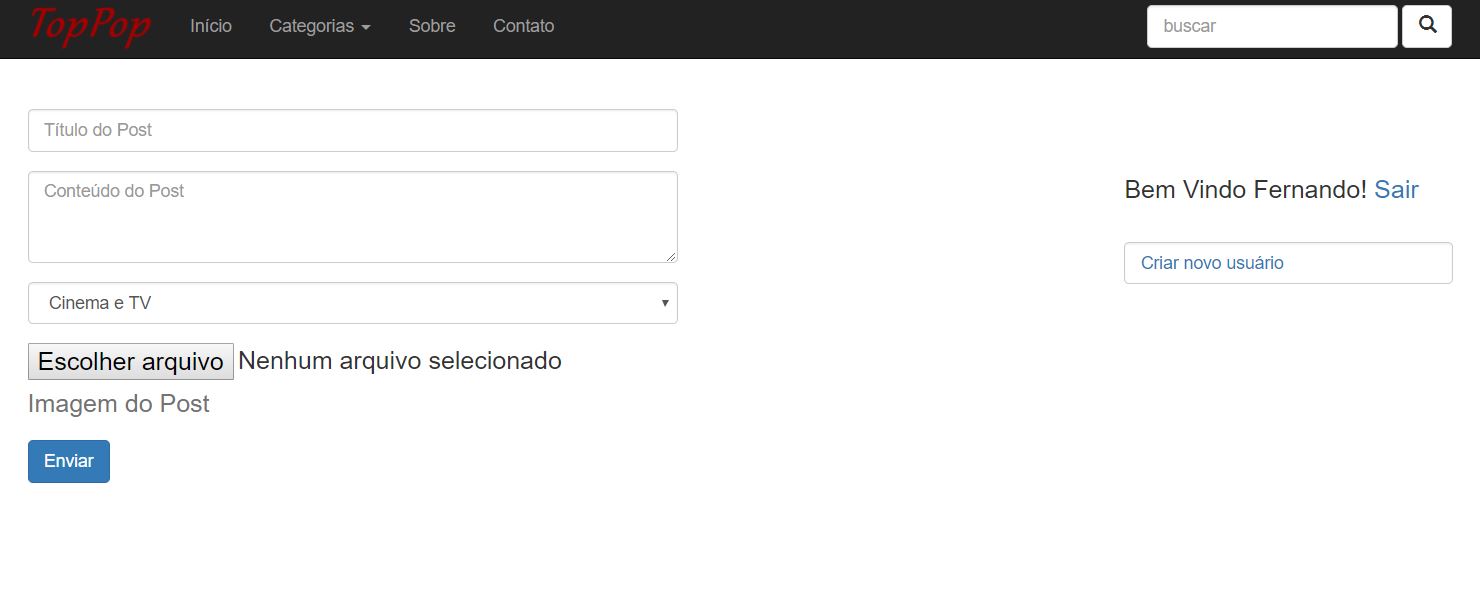 TopPop Início Categorias Sobre Contato buscar
Título do Post
Conteúdo do Post
Cinema e TV
Escolher arquivo Nenhum arquivo selecionado
Imagem do Post
Enviar
Bem Vindo Fernando! Sair
Criar novo usuário